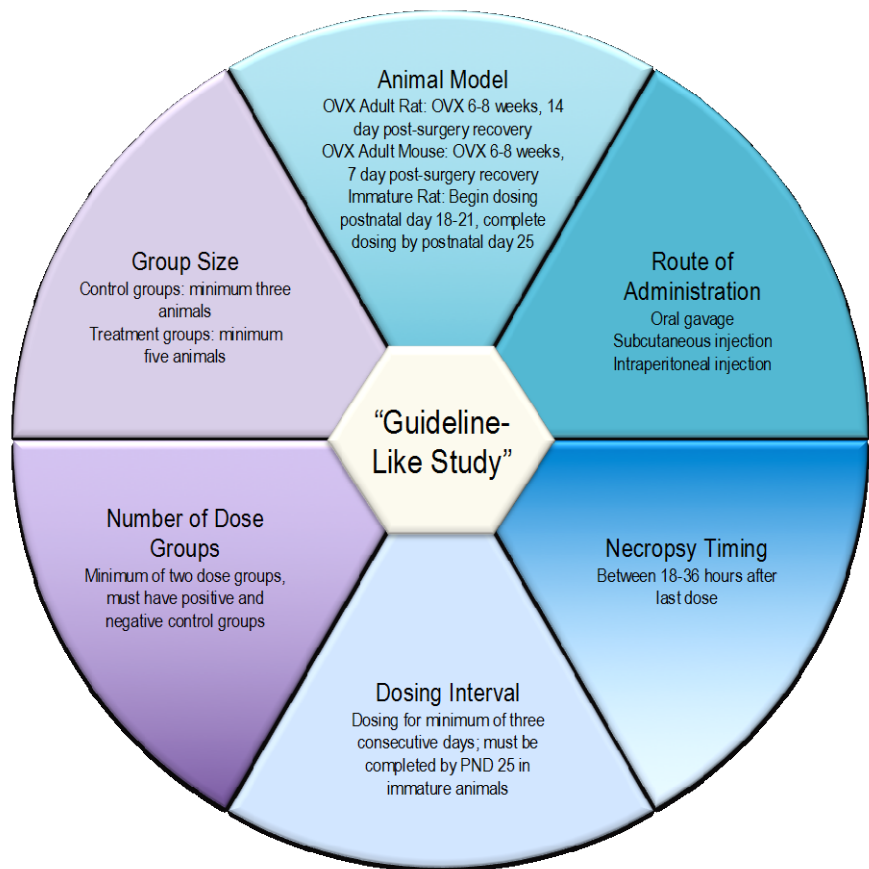 Animal Model
OVX Adult Rat: OVX 6-8 weeks, 14
day post-surgery recovery
OVX Adult Mouse: OVX 6-8 weeks,
7 day post-surgery recovery
Immature Rat: Begin dosing
postnatal day 18-21, complete
dosing by postnatal day 25
Route of
Administration
Oral gavage
Subcutaneous injection
Intraperitoneal injection
Necropsy Timing
Between 18-36 hours after
last dose
Dosing Interval
Dosing for minimum of three
consecutive days; must be
completed by PND 25 in
immature animals
Number of Dose
Groups
Minimum of two dose groups,
must have positive and
negative control groups
Group Size
Control groups: minimum three
animals
Treatment groups: minimum
five animals
“Guideline-
Like Study”